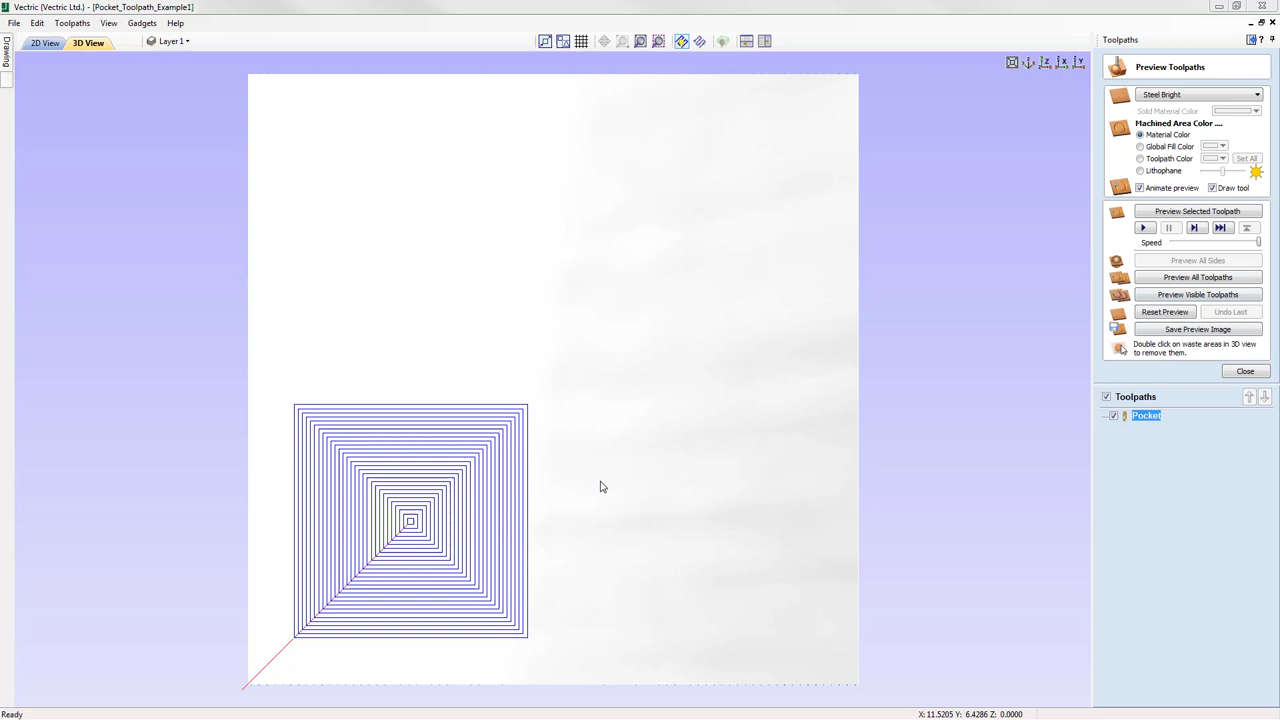 Vectric (Vectric Ltd.) - [Pocket_Toolpath_Example1]
File Edit Toolpaths View Gadgets Help
2D View 3D View Layer 1
Drawing
Toolpaths
Preview Toolpaths
Steel Bright
Solid Material Color
Machined Area Color ....
Material Color
Global Fill Color
Toolpath Color Set All
Lithophane
Animate preview Draw tool
Preview Selected Toolpath
Speed
Preview All Sides
Preview All Toolpaths
Preview Visible Toolpaths
Reset Preview Undo Last
Save Preview Image
Double click on waste areas in 3D view
to remove them.
Close
Toolpaths
Pocket
Ready X: 11.5205 Y: 6.4286 Z: 0.0000